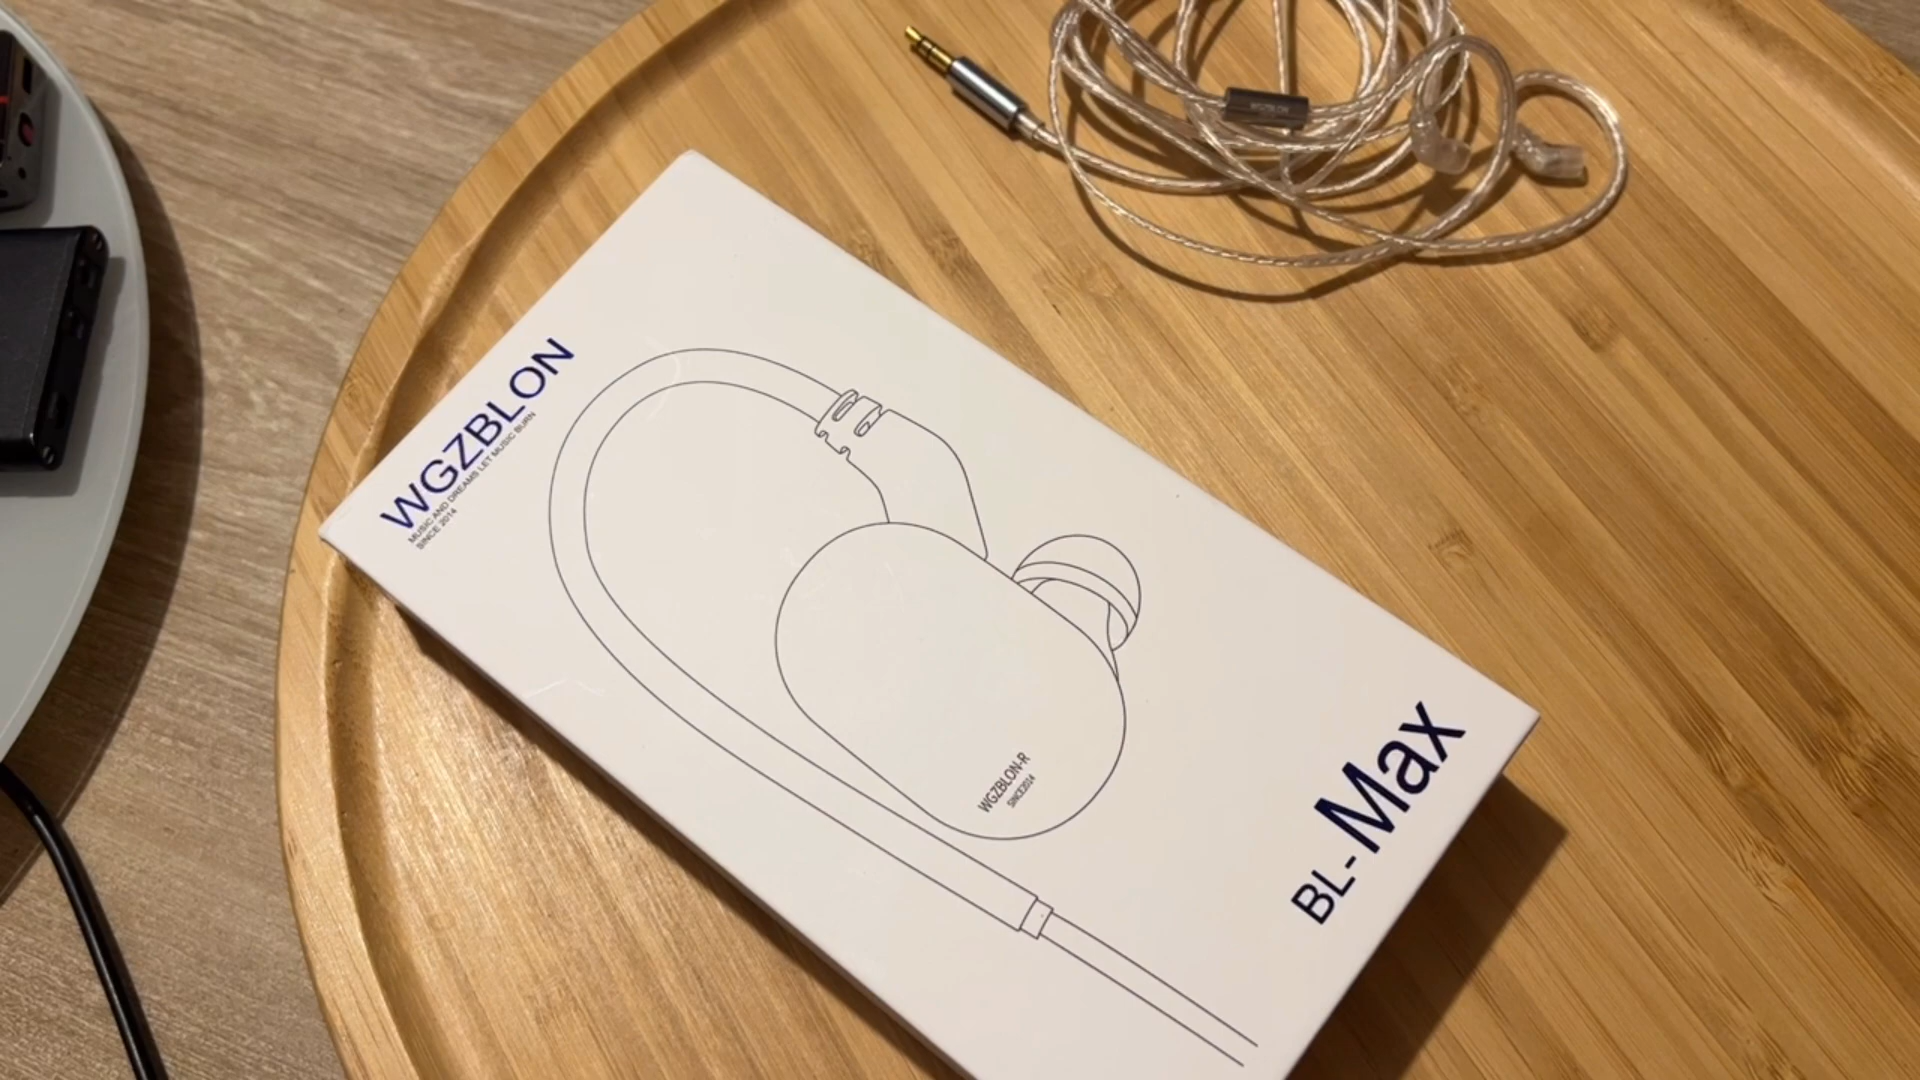 WGZBLON
MUSIC AND DREAMS LET MUSIC BURN
SINCE 2014
WGZBLON-R
SINCE2014
BL-Max